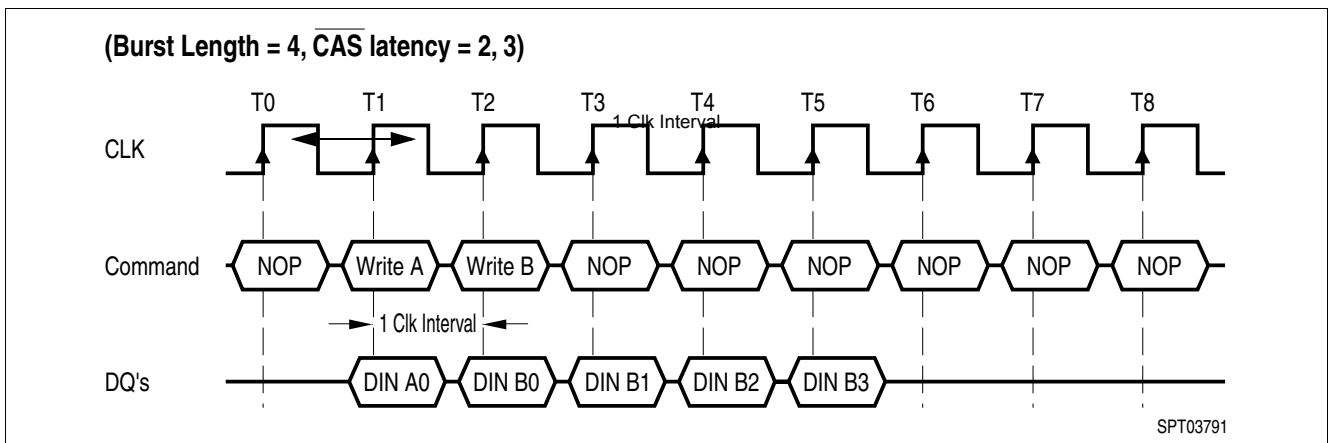 (Burst Length = 4, CAS latency = 2, 3)
T0 T1 T2 T3 T4 T5 T6 T7 T8
1 Clk Interval
CLK
Command NOP Write A Write B NOP NOP NOP NOP NOP NOP
1 Clk Interval
DQ's DIN A0 DIN B0 DIN B1 DIN B2 DIN B3
SPT03791